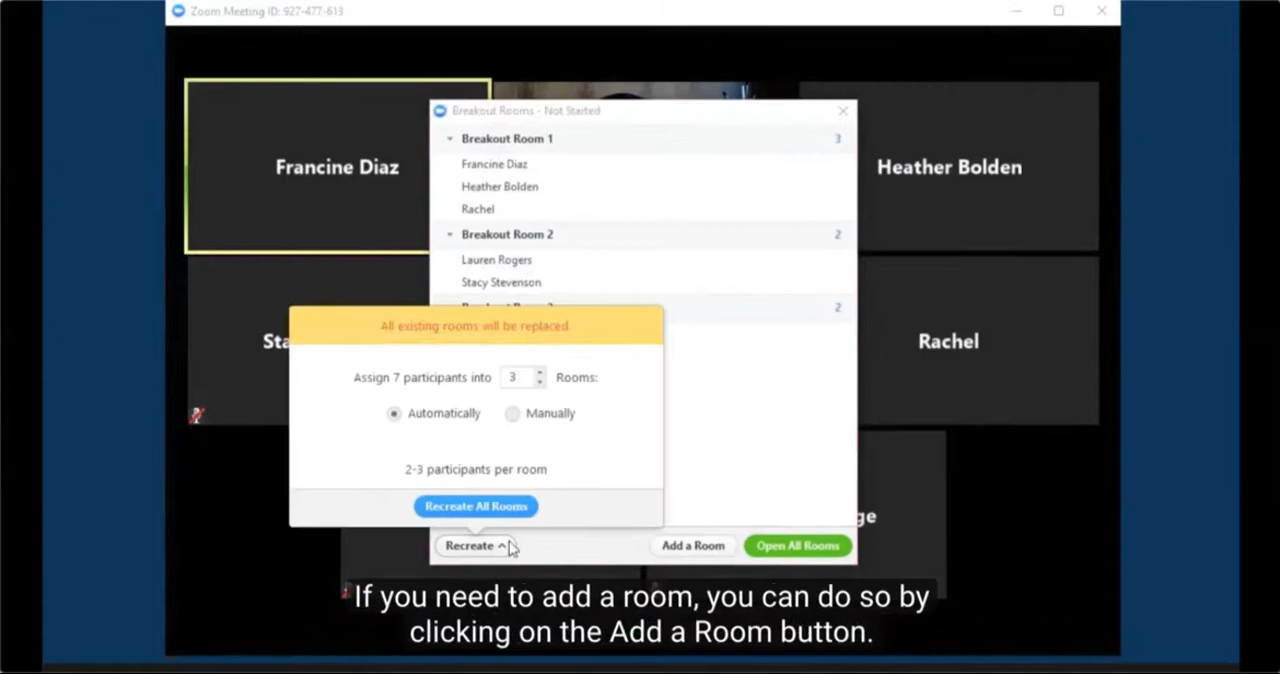 Zoom Meeting ID: 927-477-613
Breakout Rooms - Not Started
Francine Diaz
Heather Bolden
Breakout Room 1 3
Francine Diaz
Heather Bolden
Rachel
Breakout Room 2 2
Lauren Rogers
Stacy Stevenson
2
Sta
Rachel
All existing rooms will be replaced
Assign 7 participants into 3 Rooms:
Automatically Manually
2-3 participants per room
Recreate All Rooms
ge
Recreate Add a Room Open All Rooms
If you need to add a room, you can do so by
clicking on the Add a Room button.